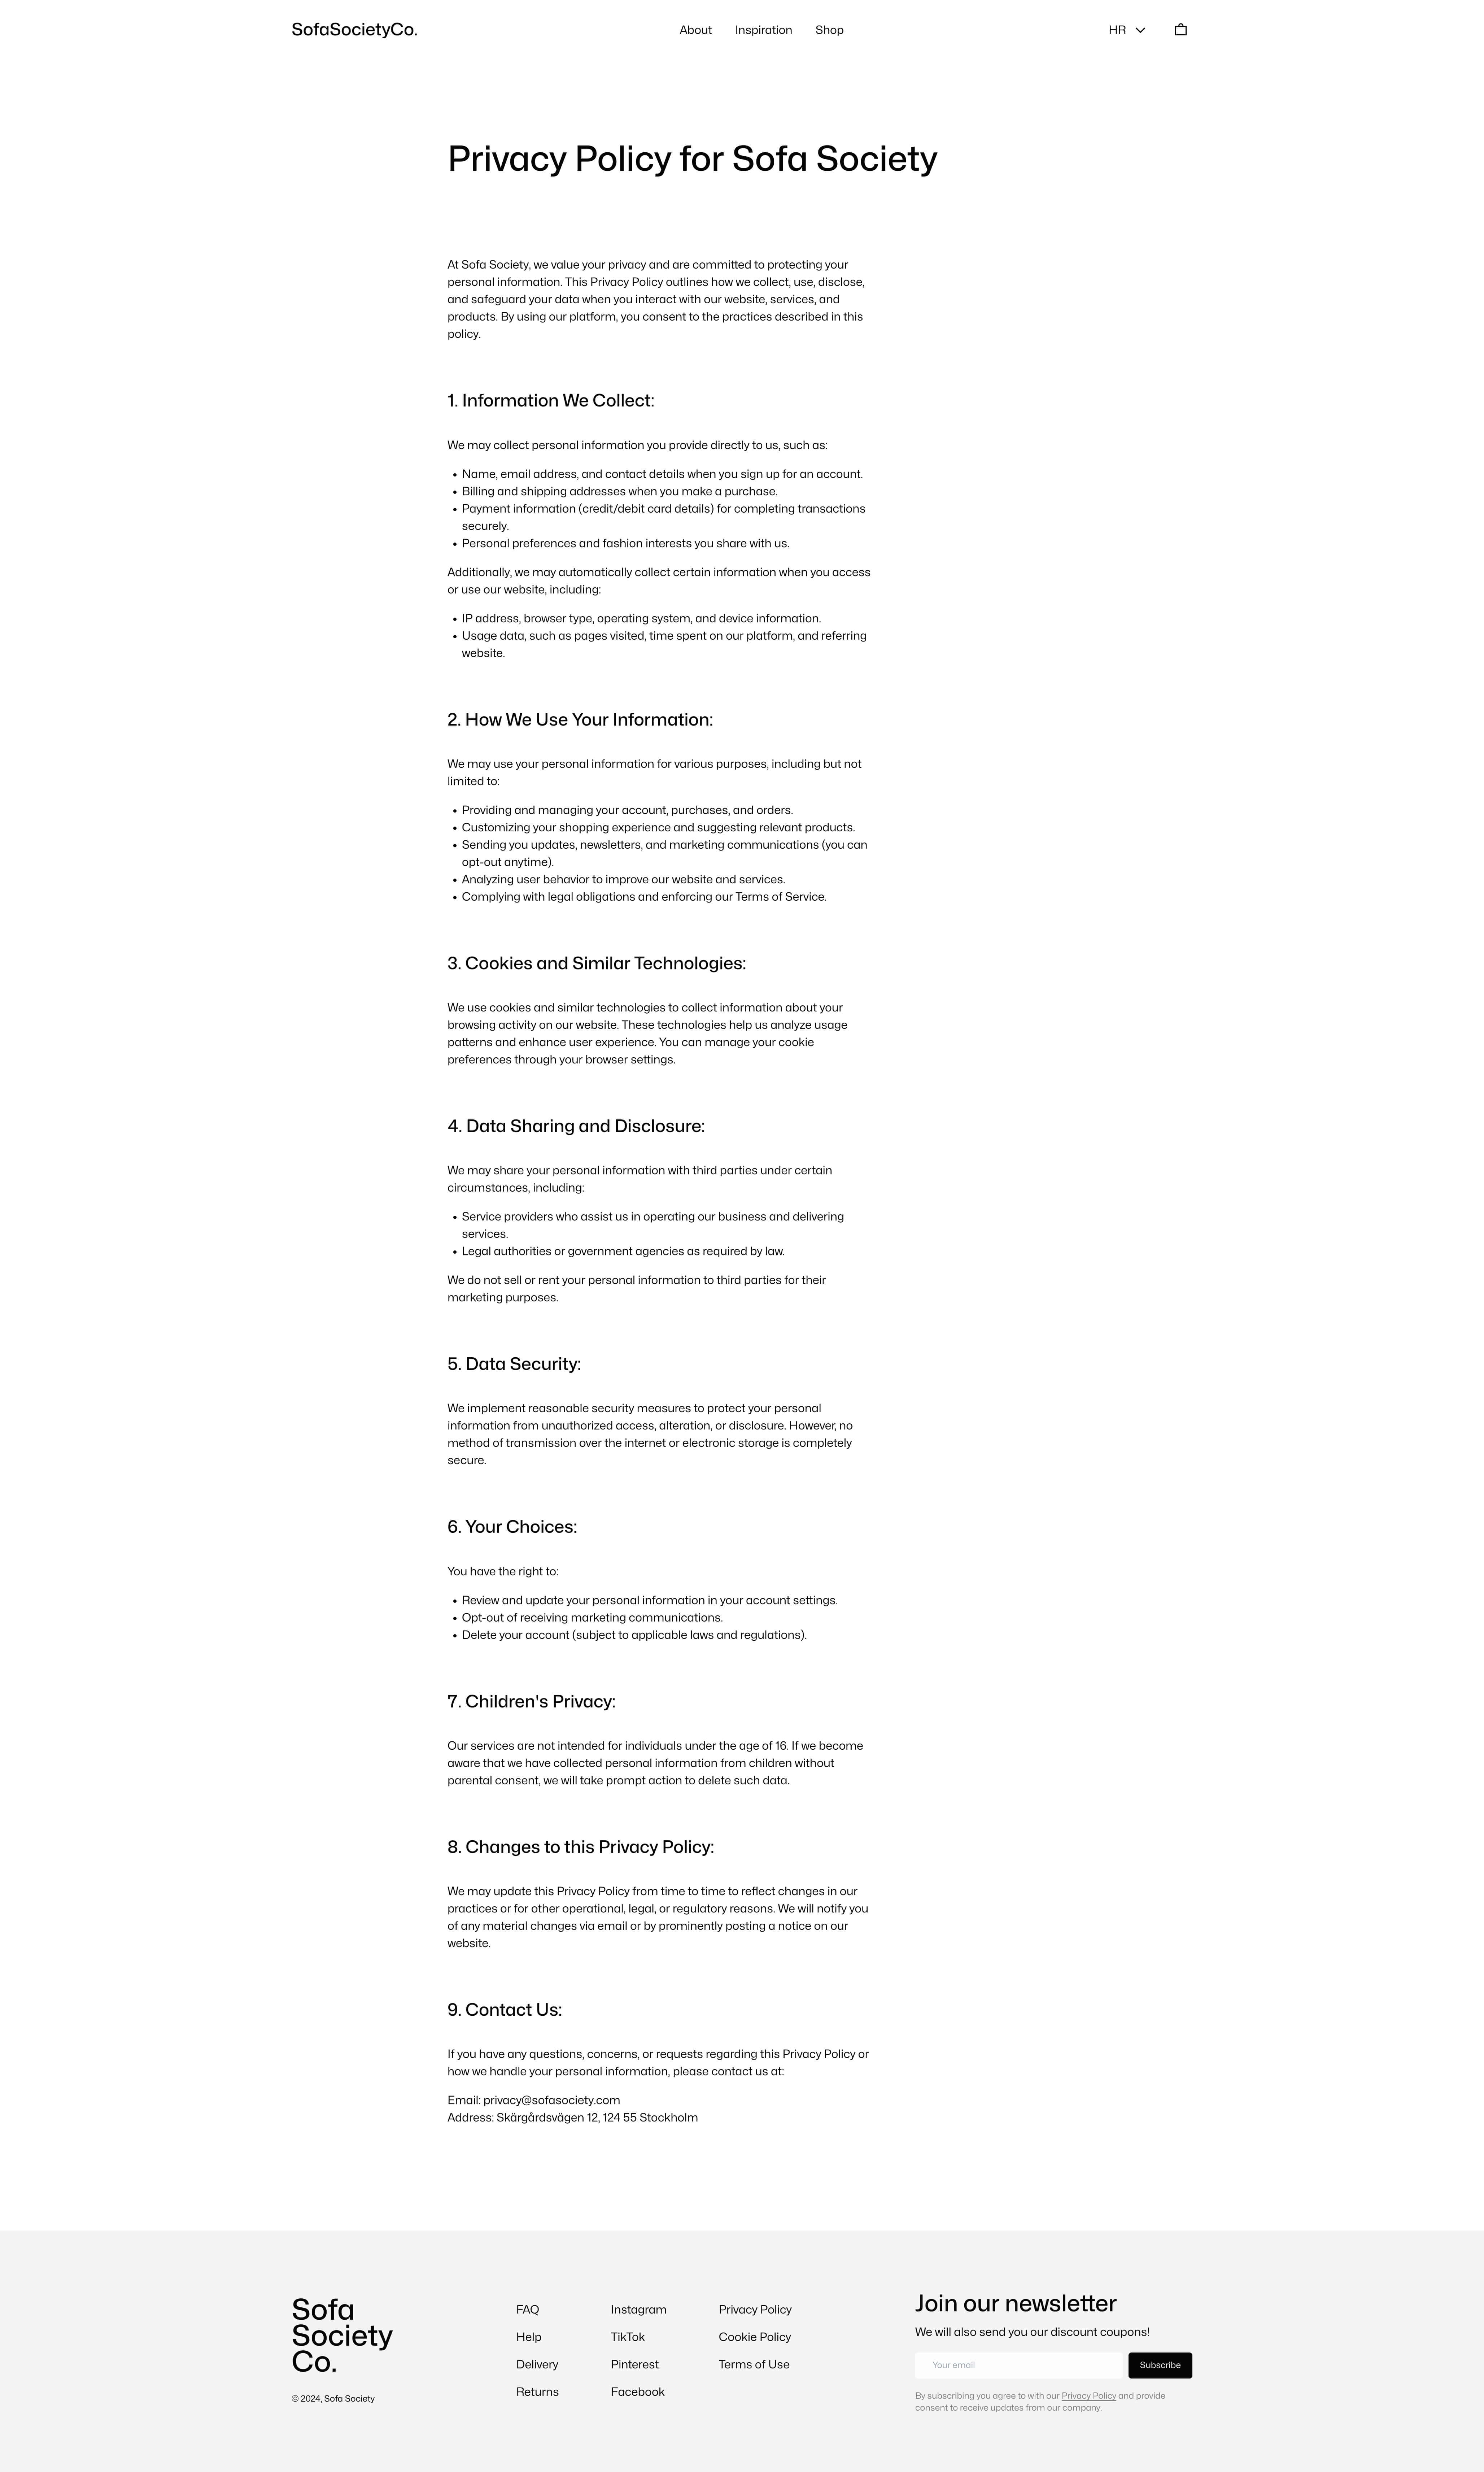 SofaSocietyCo.
About
Inspiration
Shop
HR
Privacy Policy for Sofa Society
At Sofa Society, we value your privacy and are committed to protecting your
personal information. This Privacy Policy outlines how we collect, use, disclose,
and safeguard your data when you interact with our website, services, and
products. By using our platform, you consent to the practices described in this
policy.
1. Information We Collect:
We may collect personal information you provide directly to us, such as:
• Name, email address, and contact details when you sign up for an account.
• Billing and shipping addresses when you make a purchase.
• Payment information (credit/debit card details) for completing transactions
securely.
• Personal preferences and fashion interests you share with us.
Additionally, we may automatically collect certain information when you access
or use our website, including:
• IP address, browser type, operating system, and device information.
• Usage data, such as pages visited, time spent on our platform, and referring
website.
2. How We Use Your Information:
We may use your personal information for various purposes, including but not
limited to:
• Providing and managing your account, purchases, and orders.
• Customizing your shopping experience and suggesting relevant products.
• Sending you updates, newsletters, and marketing communications (you can
opt-out anytime).
• Analyzing user behavior to improve our website and services.
• Complying with legal obligations and enforcing our Terms of Service.
3. Cookies and Similar Technologies:
We use cookies and similar technologies to collect information about your
browsing activity on our website. These technologies help us analyze usage
patterns and enhance user experience. You can manage your cookie
preferences through your browser settings.
4. Data Sharing and Disclosure:
We may share your personal information with third parties under certain
circumstances, including:
• Service providers who assist us in operating our business and delivering
services.
• Legal authorities or government agencies as required by law.
We do not sell or rent your personal information to third parties for their
marketing purposes.
5. Data Security:
We implement reasonable security measures to protect your personal
information from unauthorized access, alteration, or disclosure. However, no
method of transmission over the internet or electronic storage is completely
secure.
6. Your Choices:
You have the right to:
• Review and update your personal information in your account settings.
• Opt-out of receiving marketing communications.
• Delete your account (subject to applicable laws and regulations).
7. Children's Privacy:
Our services are not intended for individuals under the age of 16. If we become
aware that we have collected personal information from children without
parental consent, we will take prompt action to delete such data.
8. Changes to this Privacy Policy:
We may update this Privacy Policy from time to time to reflect changes in our
practices or for other operational, legal, or regulatory reasons. We will notify you
of any material changes via email or by prominently posting a notice on our
website.
9. Contact Us:
If you have any questions, concerns, or requests regarding this Privacy Policy or
how we handle your personal information, please contact us at:
Email: privacy@sofasociety.com
Address: Skärgårdsvägen 12, 124 55 Stockholm
Sofa
Society
Co.
© 2024, Sofa Society
FAQ
Help
Delivery
Returns
Instagram
TikTok
Pinterest
Facebook
Privacy Policy
Cookie Policy
Terms of Use
Join our newsletter
We will also send you our discount coupons!
Your email
Subscribe
By subscribing you agree to with our Privacy Policy and provide
consent to receive updates from our company.